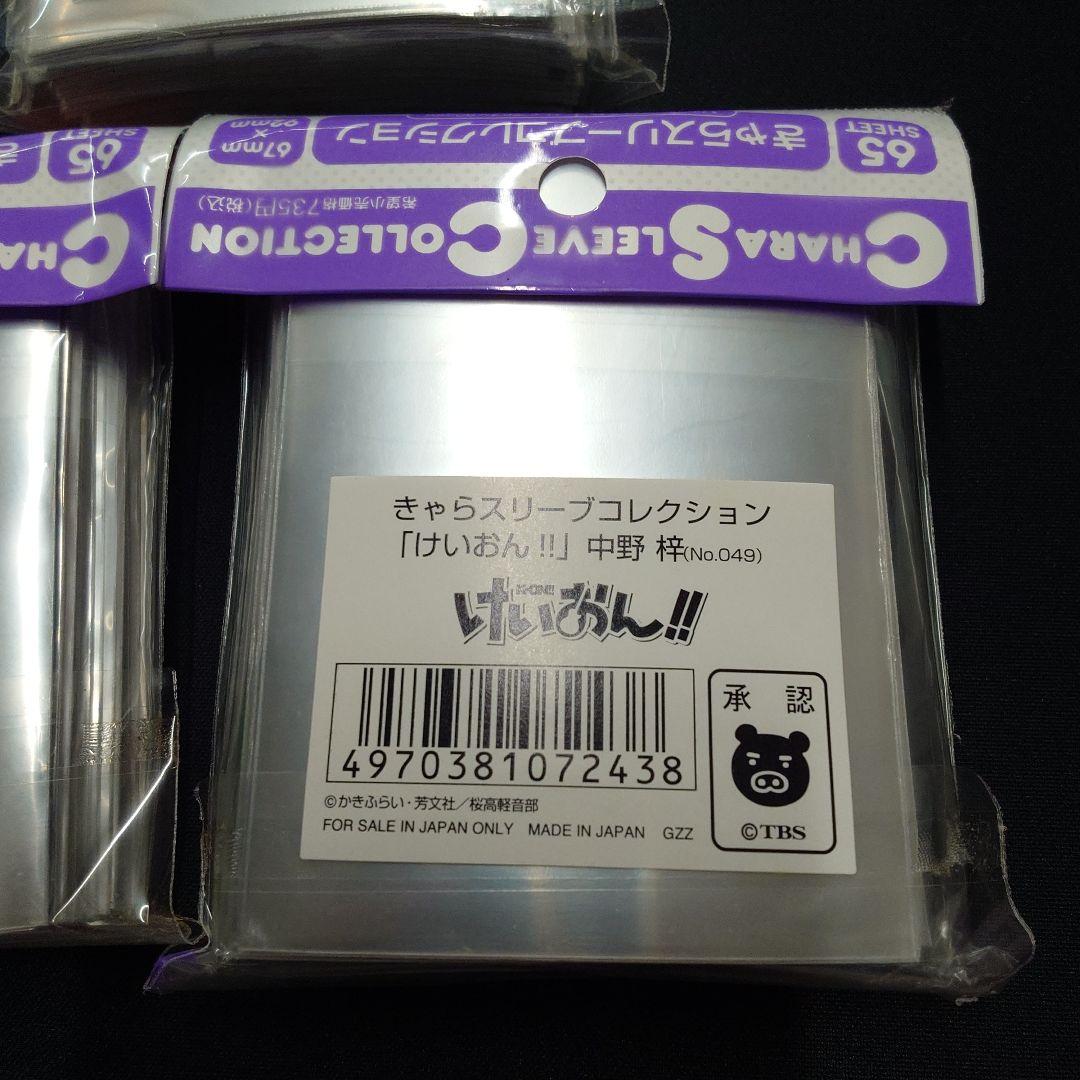 65
SHEET
きゃらスリーブコレクション
67mm
×
92mm
CHARA SLEEVE COLLECTION
希望小売価格735円(税込)
65
SHEET
き
CHA
きゃらスリーブコレクション
「けいおん!!」中野 梓(No.049)
K-ON!!
けいおん!!
4970381072438
©かきふらい・芳文社/桜高軽音部
FOR SALE IN JAPAN ONLY MADE IN JAPAN GZZ
承認
©TBS